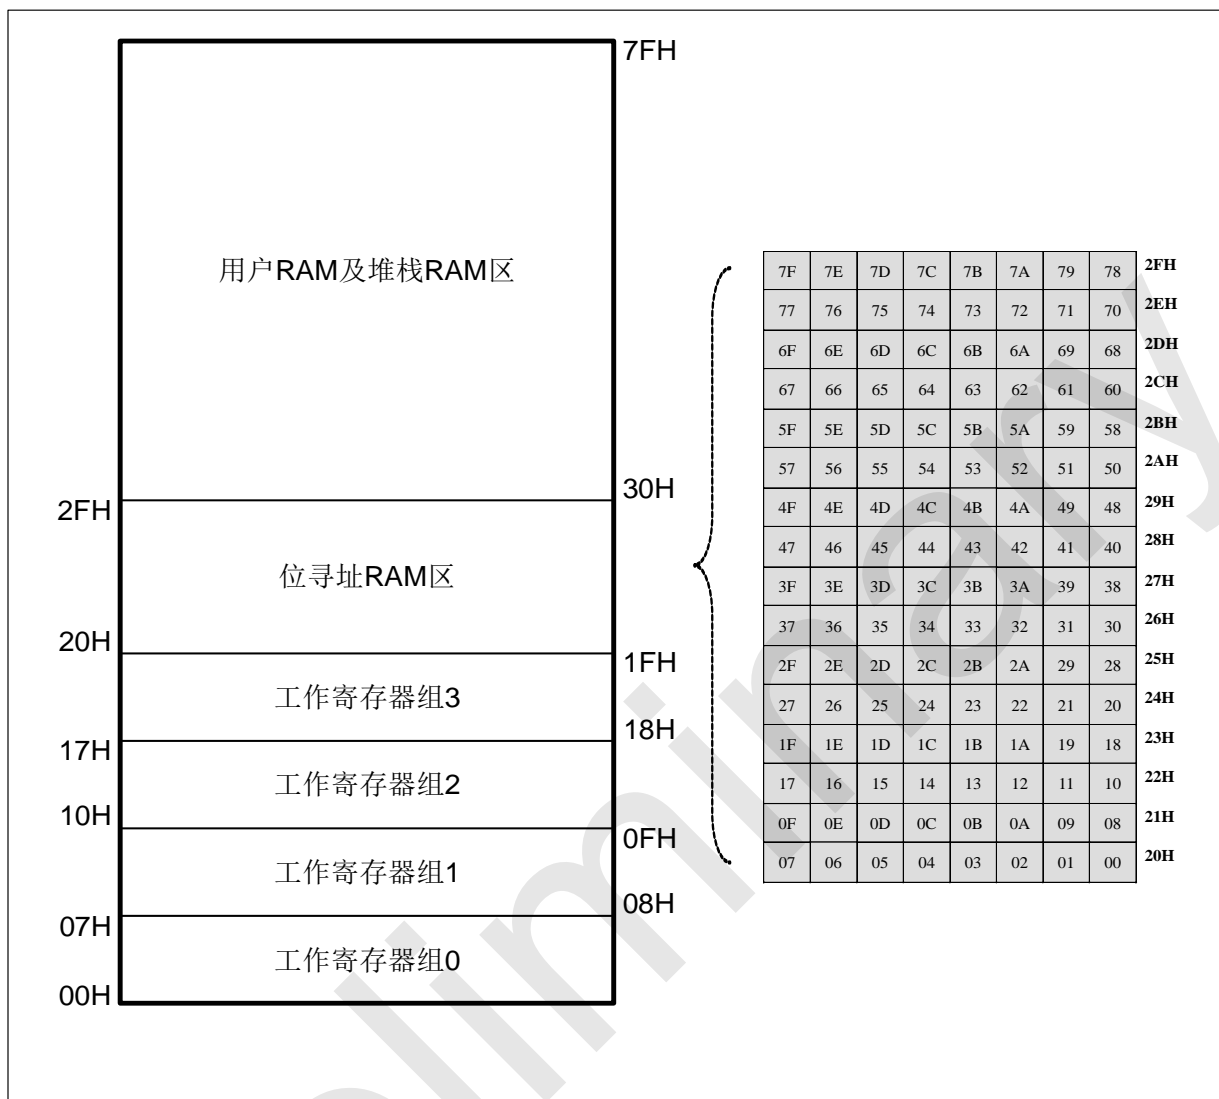 7FH
用户RAM及堆栈RAM区
30H
2FH
位寻址RAM区
20H
1FH
工作寄存器组3
18H
17H
工作寄存器组2
10H
0FH
工作寄存器组1
08H
07H
工作寄存器组0
00H
7F 7E 7D 7C 7B 7A 79 78 2FH
77 76 75 74 73 72 71 70 2EH
6F 6E 6D 6C 6B 6A 69 68 2DH
67 66 65 64 63 62 61 60 2CH
5F 5E 5D 5C 5B 5A 59 58 2BH
57 56 55 54 53 52 51 50 2AH
4F 4E 4D 4C 4B 4A 49 48 29H
47 46 45 44 43 42 41 40 28H
3F 3E 3D 3C 3B 3A 39 38 27H
37 36 35 34 33 32 31 30 26H
2F 2E 2D 2C 2B 2A 29 28 25H
27 26 25 24 23 22 21 20 24H
1F 1E 1D 1C 1B 1A 19 18 23H
17 16 15 14 13 12 11 10 22H
0F 0E 0D 0C 0B 0A 09 08 21H
07 06 05 04 03 02 01 00 20H
eliminary